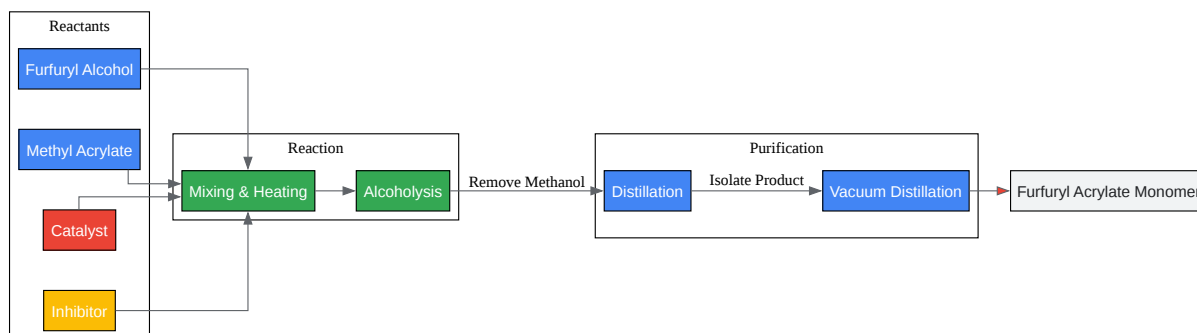 Reactants
Furfuryl Alcohol
Methyl Acrylate
Catalyst
Inhibitor
Reaction
Mixing & Heating
Alcoholysis
Remove Methanol
Purification
Distillation
Isolate Product
Vacuum Distillation
Furfuryl Acrylate Monomer